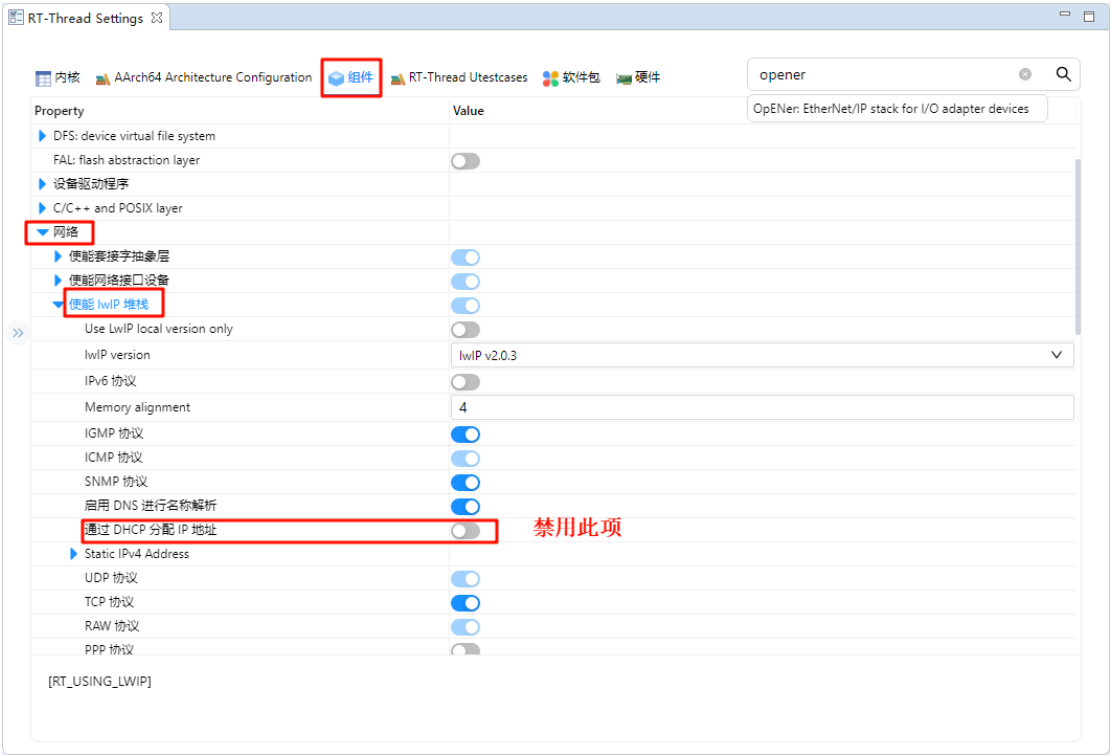 RT-Thread Settings
内核 AArch64 Architecture Configuration 组件 RT-Thread Utestcases 软件包 硬件
opener
OpENer: EtherNet/IP stack for I/O adapter devices
Property Value
DFS: device virtual file system
FAL: flash abstraction layer
设备驱动程序
C/C++ and POSIX layer
网络
使能套接字抽象层
使能网络接口设备
使能 lwIP 堆栈
Use LwIP local version only
lwIP version lwIP v2.0.3
IPv6 协议
Memory alignment 4
IGMP 协议
ICMP 协议
SNMP 协议
启用 DNS 进行名称解析
通过 DHCP 分配 IP 地址 禁用此项
Static IPv4 Address
UDP 协议
TCP 协议
RAW 协议
PPP 协议
[RT_USING_LWIP]